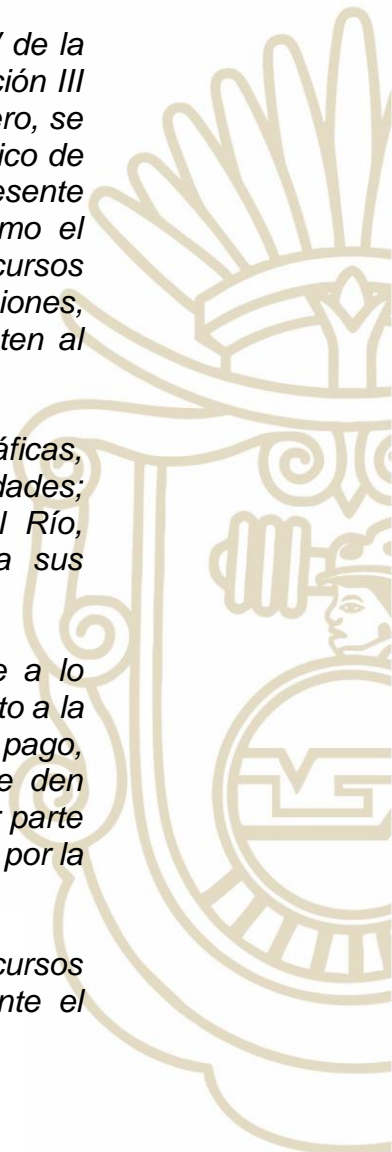 V de la
ción III
ero, se
ico de
esente
mo el
cursos
iones,
ten al
áficas,
dades;
l Río,
a sus
e a lo
to a la
pago,
e den
r parte
por la
cursos
nte el